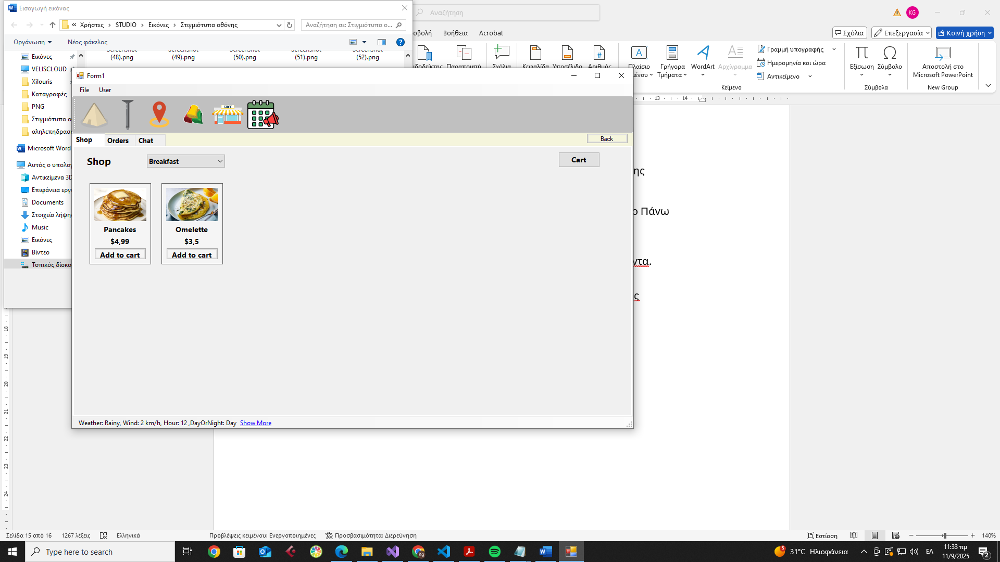 Εισαγωγή εικόνας
« Χρήστες › STUDIO › Εικόνες › Στιγμιότυπα οθόνης
Αναζήτηση σε: Στιγμιότυπα ο...
Οργάνωση
Νέος φάκελος
Εικόνες
VELISCLOUD
Xilouris
Καταγραφές
PNG
Στιγμιότυπα ο
αλληλεπιδρασ
Microsoft Word
Αυτός ο υπολογ
Αντικείμενα 3D
Επιφάνεια εργ
Documents
Στοιχεία λήψης
Music
Εικόνες
Βίντεο
Τοπικός δίσκο
(48).png
(49).png
(50).png
(51).png
(52).png
Αναζήτηση
KG
Βοήθεια
Acrobat
Σχόλια
Επεξεργασία
Κοινή χρήση
Παραπομπή
Σχόλια
Κεφαλίδα
Υποσέλιδο
Αριθμός
Πλαίσιο
Γρήγορα
Τμήματα
WordArt
Αρχίγραμμα
Γραμμή υπογραφής
Ημερομηνία και ώρα
Αντικείμενο
Κείμενο
Εξίσωση
Σύμβολο
Σύμβολα
Αποστολή στο
Microsoft PowerPoint
New Group
13 14
Form1
File User
STORE
Shop Orders Chat
Back
Shop
Breakfast
Cart
Pancakes
$4,99
Add to cart
Omelette
$3,5
Add to cart
Weather: Rainy, Wind: 2 km/h, Hour: 12 ,DayOrNight: Day Show More
ης
ο Πάνω
ντα.
ς
18
19
20
21
22
23
24
Σελίδα 15 από 16
1267 λέξεις
Ελληνικά
Προβλέψεις κειμένου: Ενεργοποιημένες
Προσβασιμότητα: Διερεύνηση
Εστίαση
140%
Type here to search
31°C Ηλιοφάνεια
ΕΛ
11:33 πμ
11/9/2025
2